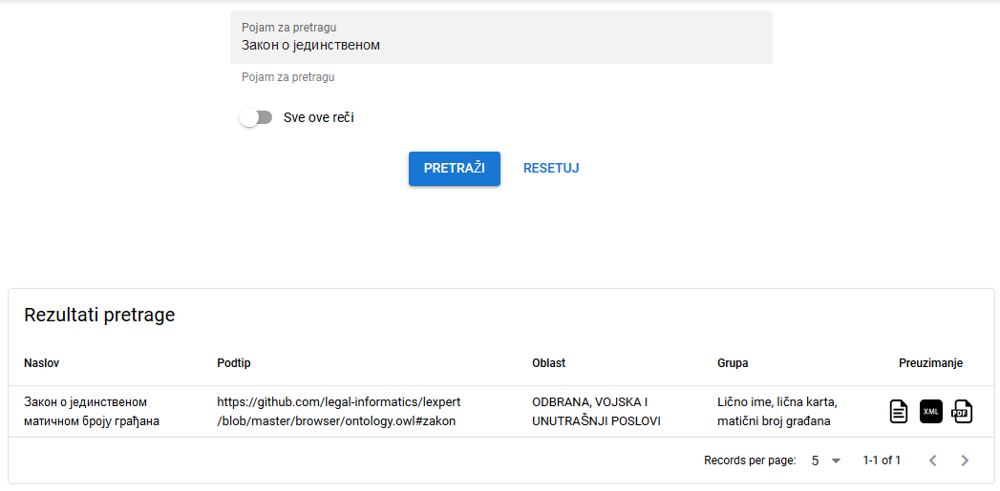 Pojam za pretragu
Закон о јединственом
Pojam za pretragu
Sve ove reči
PRETRAŽI RESETUJ
Rezultati pretrage
Naslov Podtip Oblast Grupa Preuzimanje
Закон о јединственом https://github.com/legal-informatics/lexpert ODBRANA, VOJSKA I Lično ime, lična karta,
матичном броју грађана /blob/master/browser/ontology.owl#zakon UNUTRAŠNJI POSLOVI matični broj građana
XML PDF
Records per page: 5 1-1 of 1